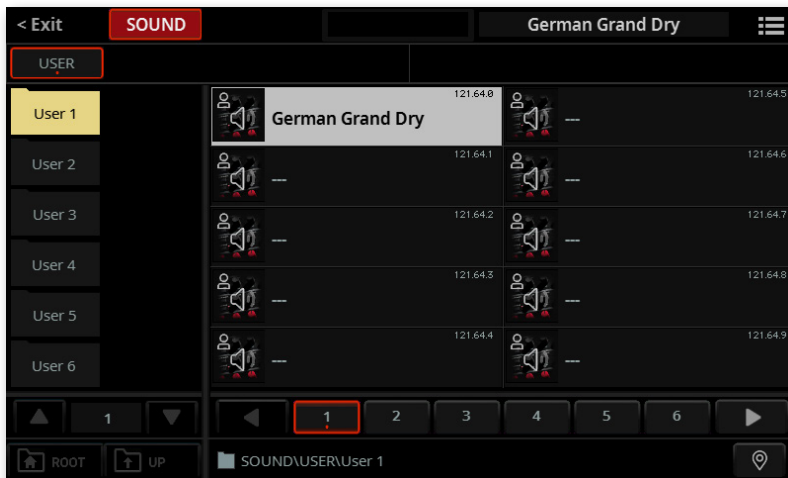 < Exit SOUND German Grand Dry
USER
User 1
User 2
User 3
User 4
User 5
User 6
121.64.0
German Grand Dry
121.64.5
---
121.64.1
---
121.64.6
---
121.64.2
---
121.64.7
---
121.64.3
---
121.64.8
---
121.64.4
---
121.64.9
---
1
1 2 3 4 5 6
ROOT UP
SOUND\USER\User 1